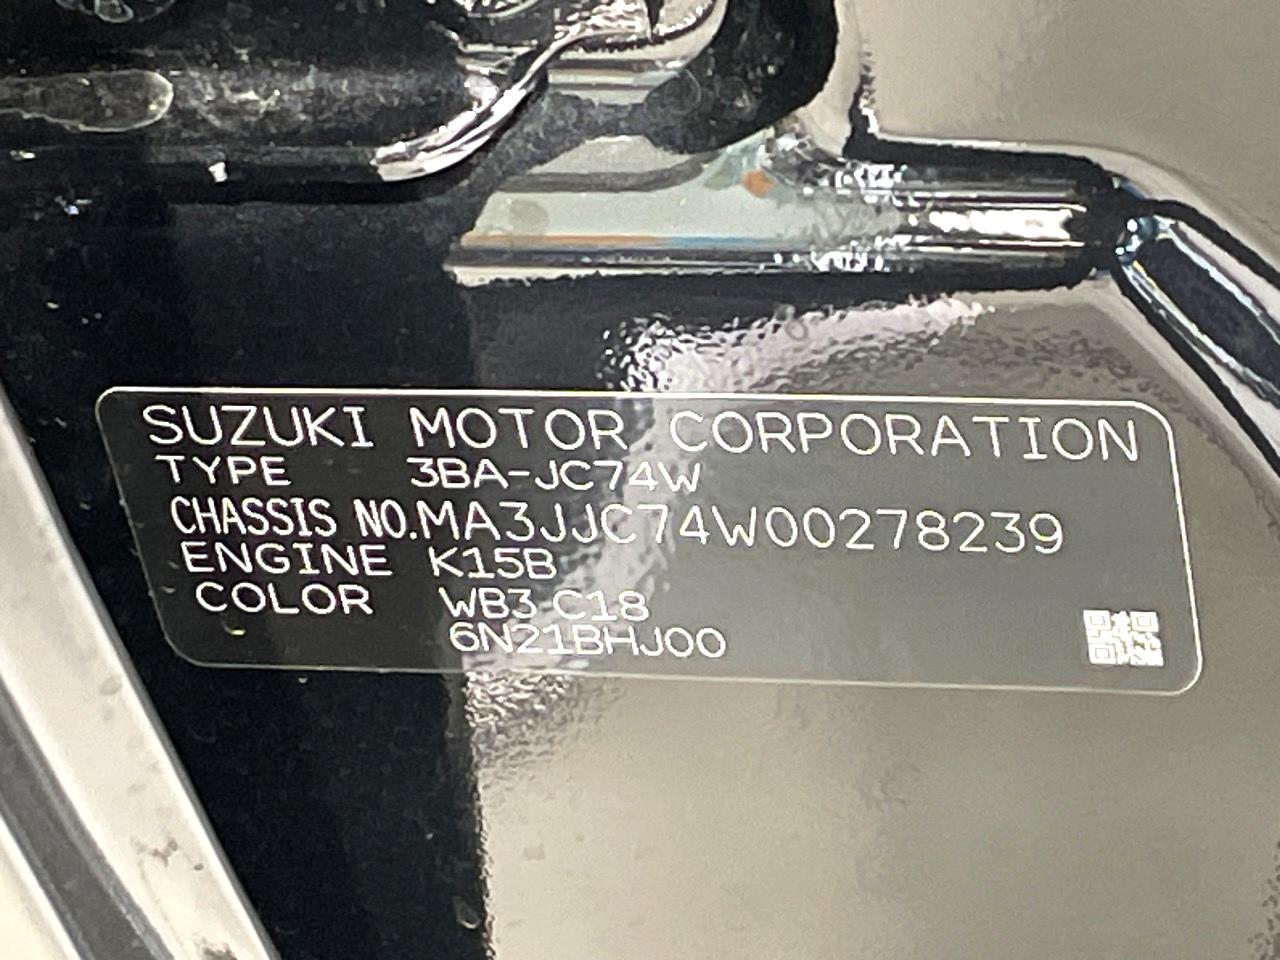 SUZUKI MOTOR CORPORATION
TYPE 3BA-JC74W
CHASSIS NO.MA3JJC74W00278239
ENGINE K15B
COLOR WB3 C18
6N21BHJ00